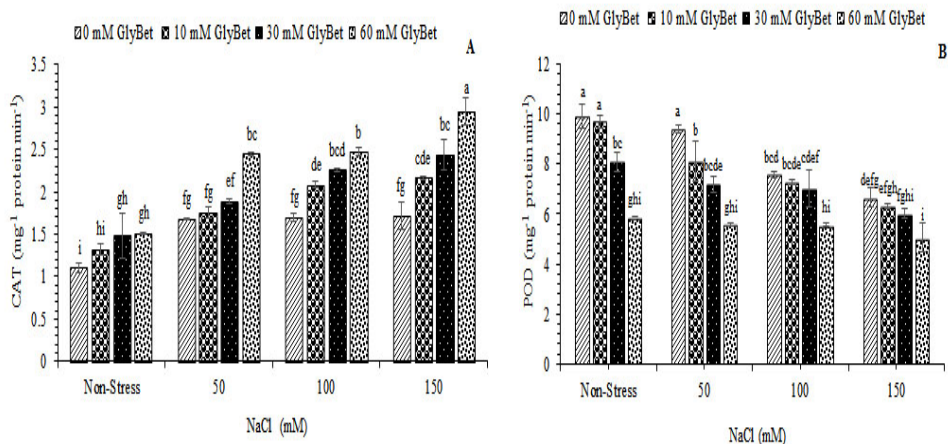 0 mM GlyBet 10 mM GlyBet 30 mM GlyBet 60 mM GlyBet
A
CAT (mg-1 protein min-1)
3.5
3
2.5
2
1.5
1
0.5
0
i hi gh gh
fg fg ef bc
fg de bcd b
fg cde bc a
Non-Stress 50 100 150
NaCl (mM)
0 mM GlyBet 10 mM GlyBet 30 mM GlyBet 60 mM GlyBet
B
POD (mg-1 protein min-1)
12
10
8
6
4
2
0
a a bc ghi
a b bcde ghi
bcd bcde cdef hi
defg efgh fghi i
Non-Stress 50 100 150
NaCl (mM)